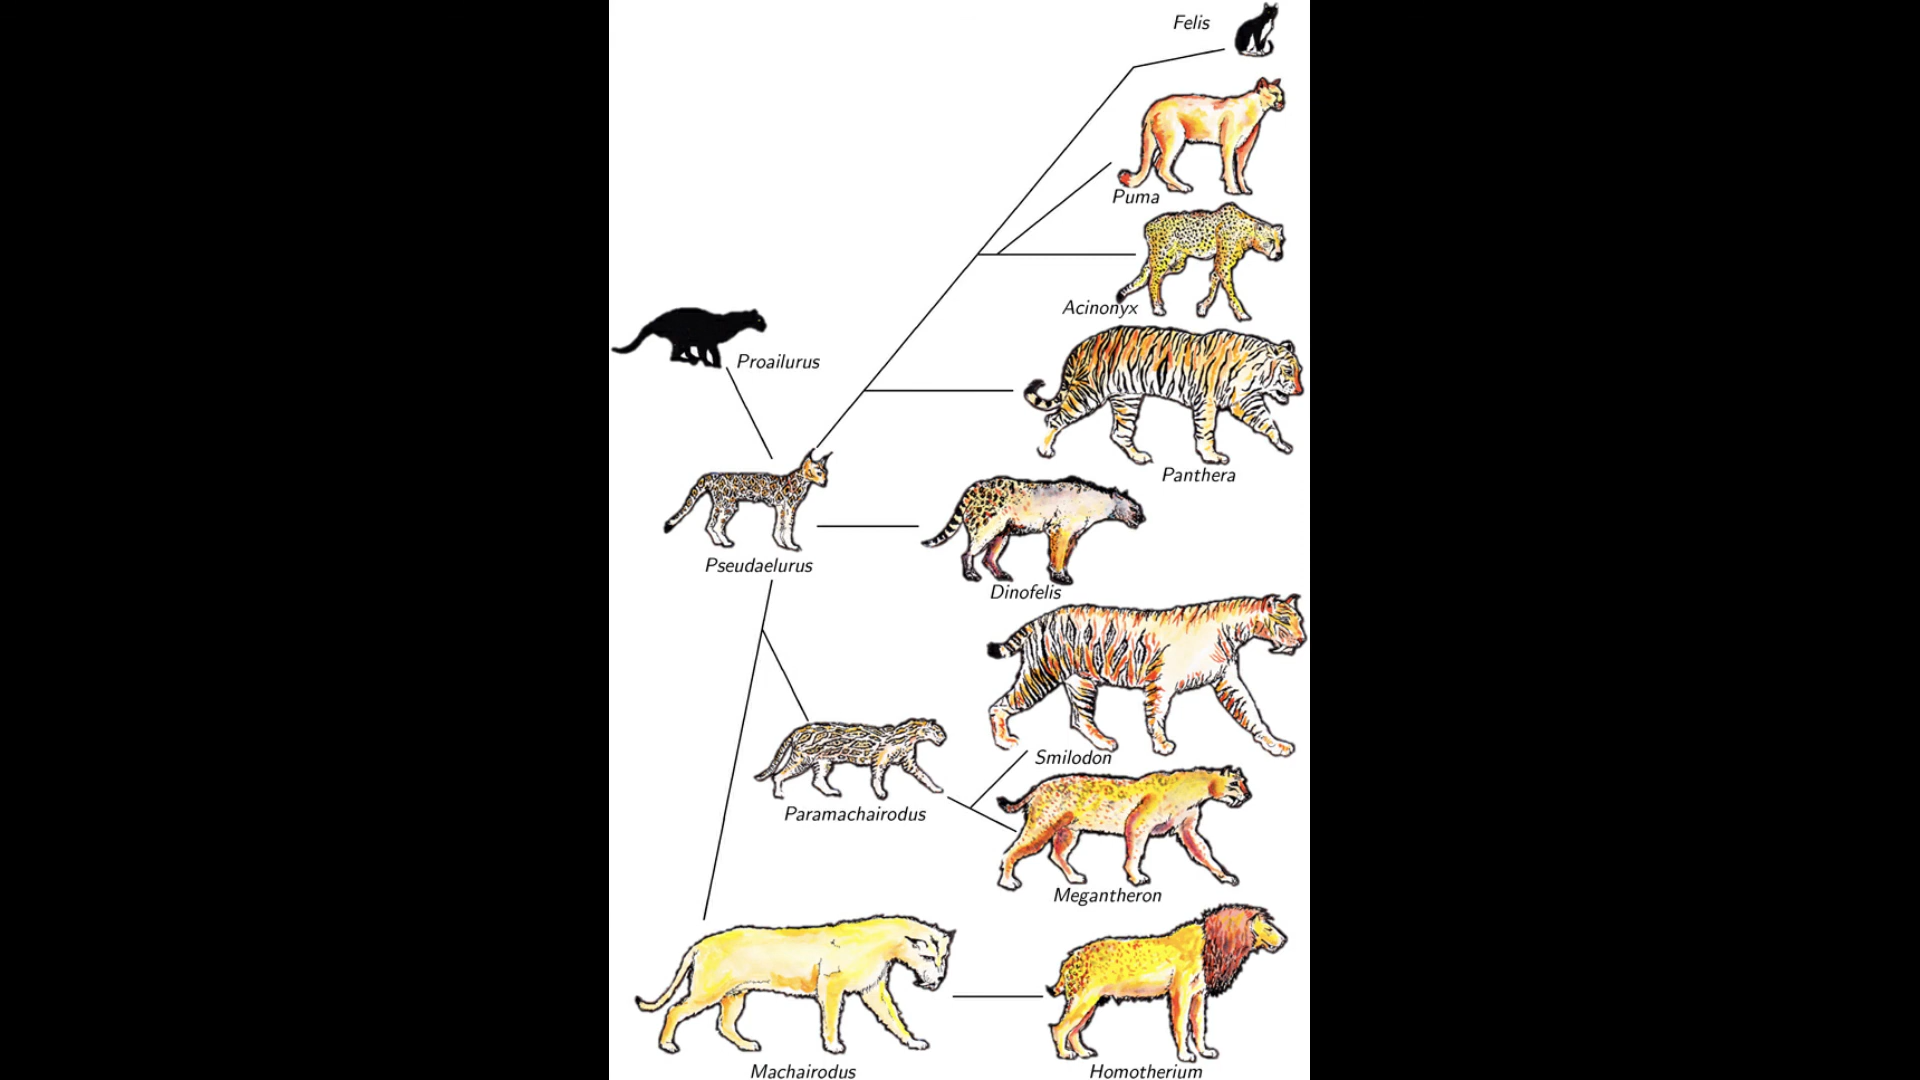 Felis
Puma
Acinonyx
Proailurus
Panthera
Pseudaelurus
Dinofelis
Smilodon
Paramachairodus
Megantheron
Machairodus
Homotherium